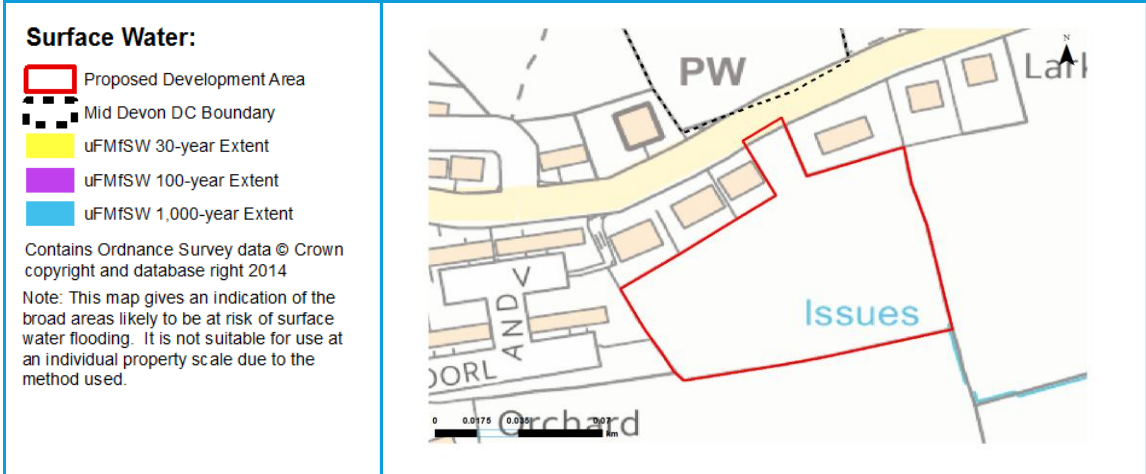 Surface Water:
Proposed Development Area
Mid Devon DC Boundary
uFMfSW 30-year Extent
uFMfSW 100-year Extent
uFMfSW 1,000-year Extent
Contains Ordnance Survey data © Crown
copyright and database right 2014
Note: This map gives an indication of the
broad areas likely to be at risk of surface
water flooding.  It is not suitable for use at
an individual property scale due to the
method used.
N
PW
Lark
AND V
Issues
OORL
Orchard
0 0.0175 0.035 0.07
km